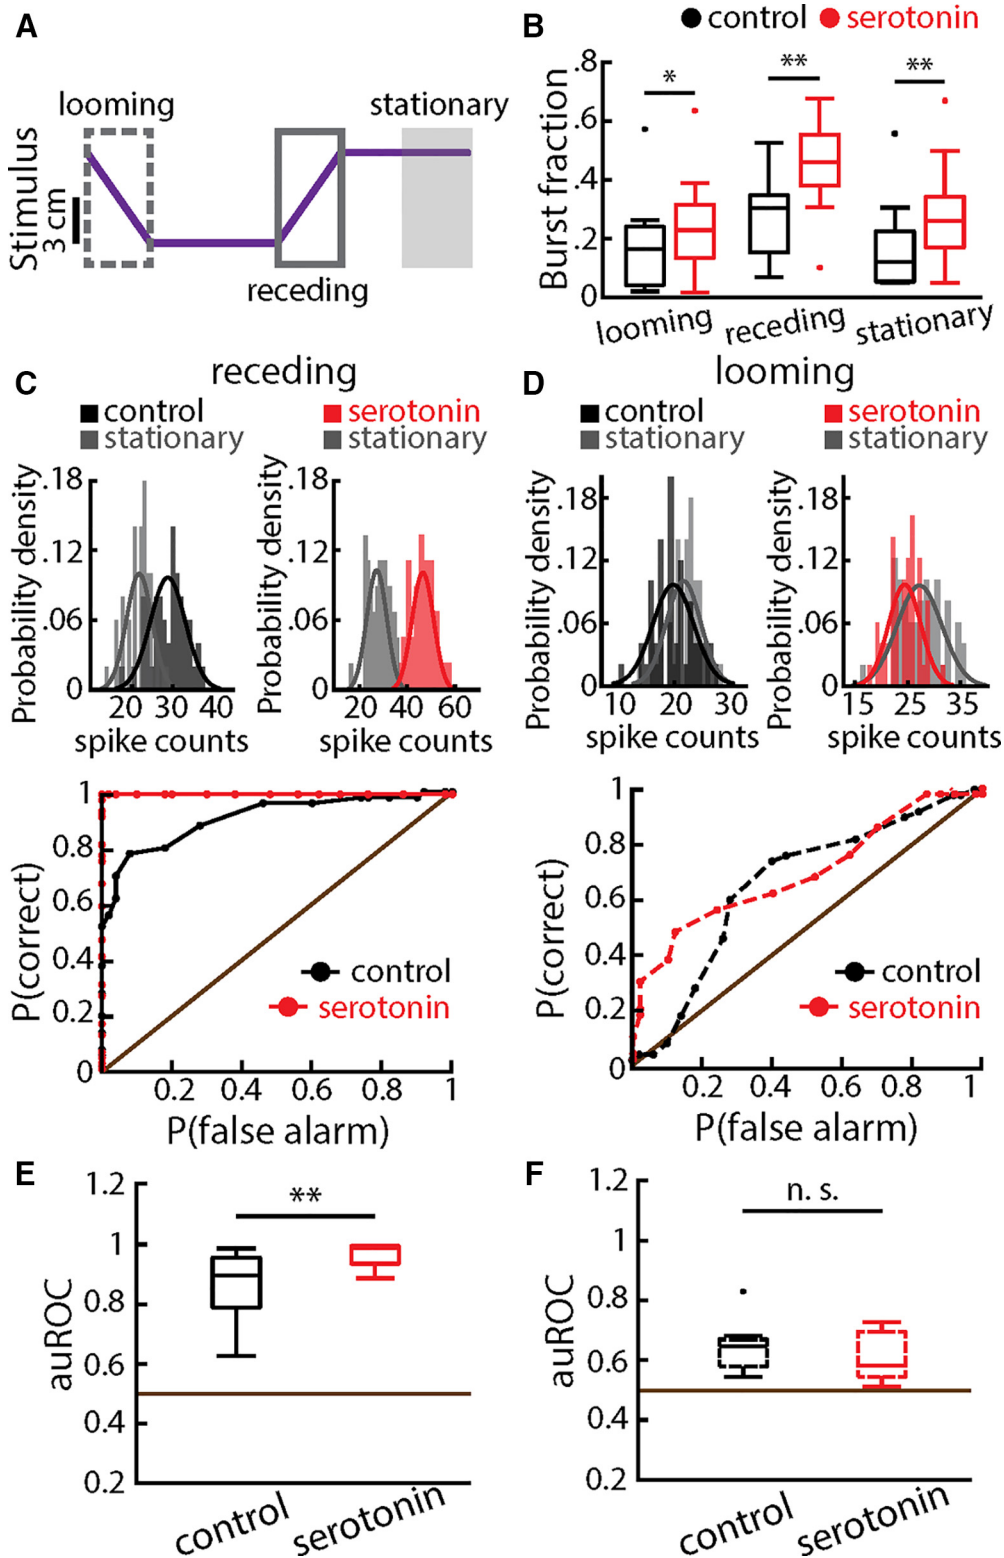 A
looming
stationary
Stimulus
3 cm
receding
B
control serotonin
* ** **
Burst fraction
.8
.6
.4
.2
0
looming receding stationary
C
receding
control serotonin
stationary stationary
Probability density
.18
.12
.06
0
20 30 40
spike counts
Probability density
.18
.12
.06
0
20 40 60
spike counts
P(correct)
1
0.8
0.6
0.4
0.2
0
control
serotonin
0.2 0.4 0.6 0.8 1
P(false alarm)
D
looming
control serotonin
stationary stationary
Probability density
.18
.12
.06
0
10 20 30
spike counts
Probability density
.18
.12
.06
0
15 25 35
spike counts
P(correct)
1
0.8
0.6
0.4
0.2
0
control
serotonin
0.2 0.4 0.6 0.8 1
P(false alarm)
E
**
auROC
1.2
1
0.8
0.6
0.4
0.2
control serotonin
F
n. s.
auROC
1.2
1
0.8
0.6
0.4
0.2
control serotonin